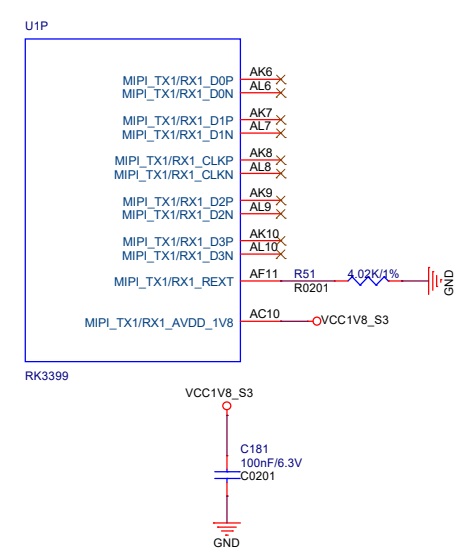 U1P
MIPI_TX1/RX1_D0P AK6
MIPI_TX1/RX1_D0N AL6
MIPI_TX1/RX1_D1P AK7
MIPI_TX1/RX1_D1N AL7
MIPI_TX1/RX1_CLKP AK8
MIPI_TX1/RX1_CLKN AL8
MIPI_TX1/RX1_D2P AK9
MIPI_TX1/RX1_D2N AL9
MIPI_TX1/RX1_D3P AK10
MIPI_TX1/RX1_D3N AL10
MIPI_TX1/RX1_REXT AF11 R51 4.02K/1%
R0201
GND
MIPI_TX1/RX1_AVDD_1V8 AC10 VCC1V8_S3
RK3399
VCC1V8_S3
C181
100nF/6.3V
C0201
GND